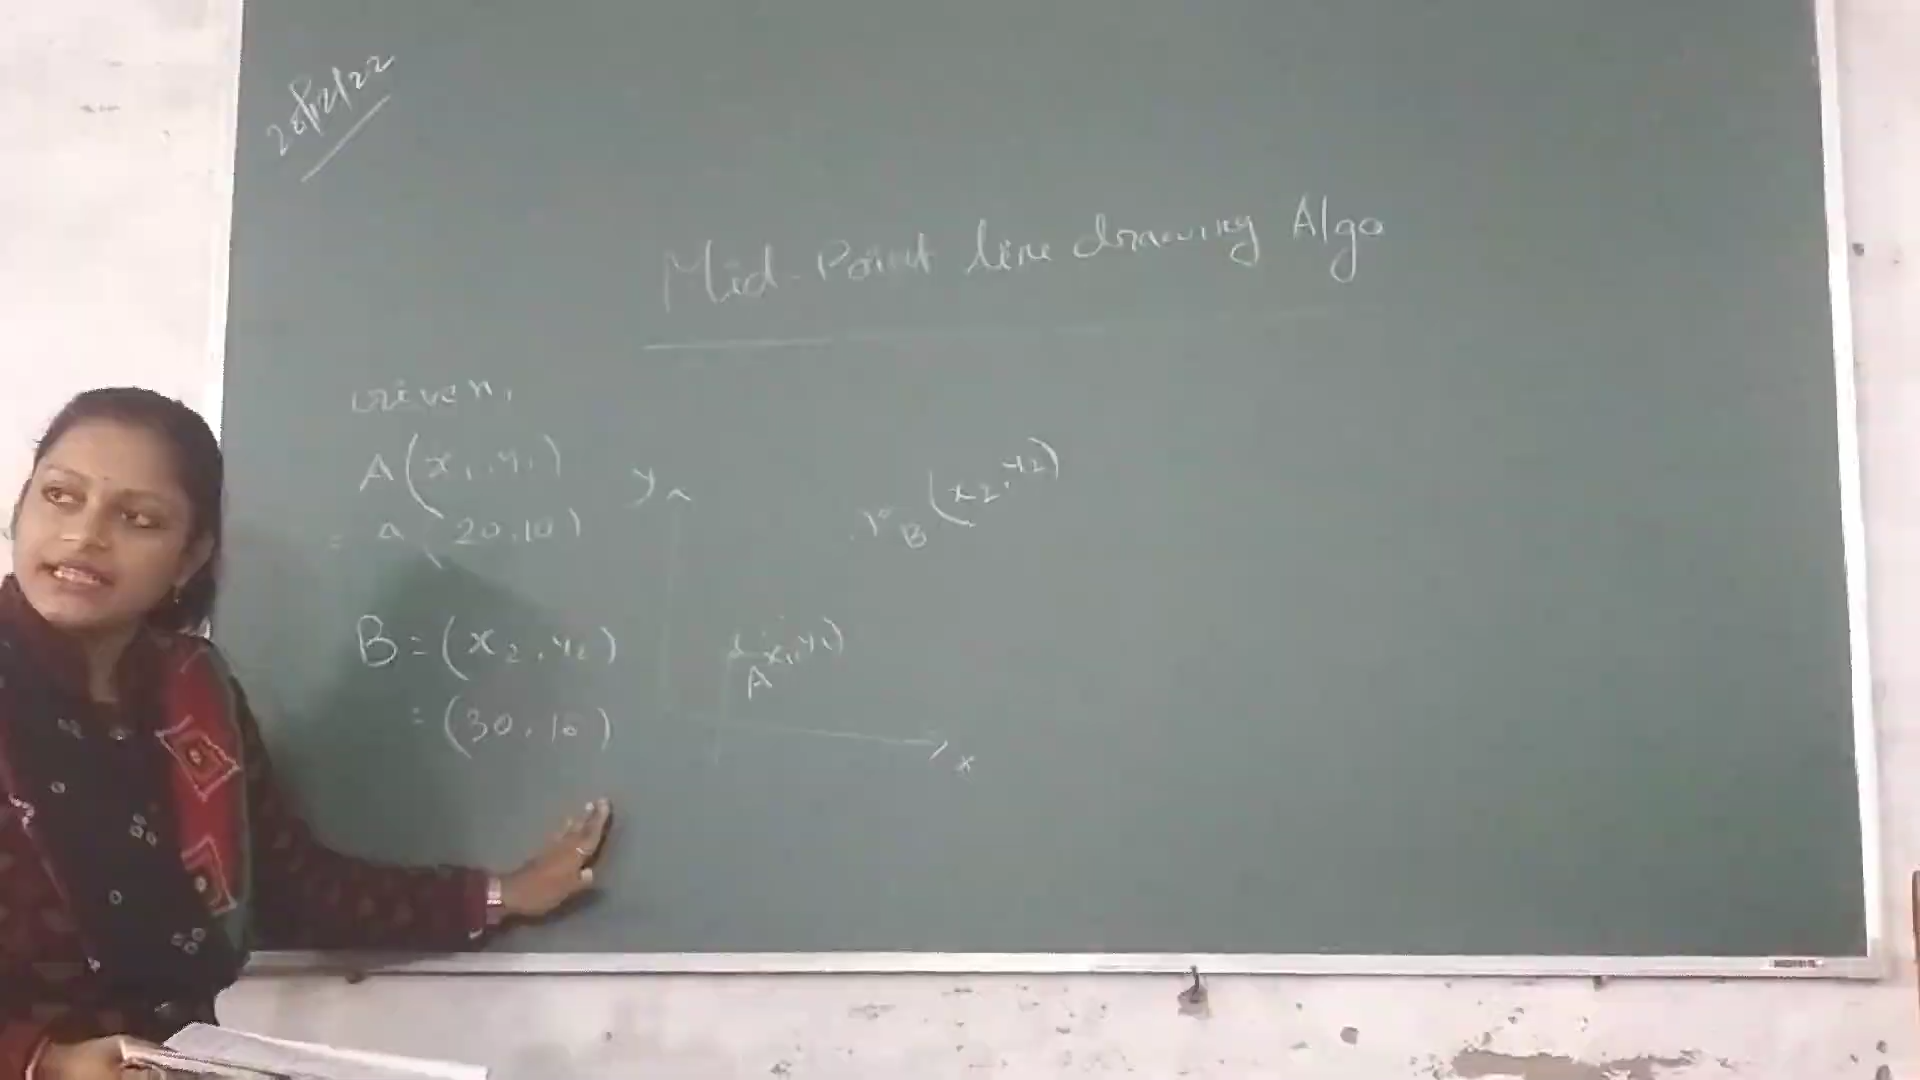 28/12/22
Mid-Point line drawing Algo
Given,
A(x1,y1)
= A(20,10)
B=(x2,y2)
=(30,10)
y
B(x2,y2)
A x1,y1)
x